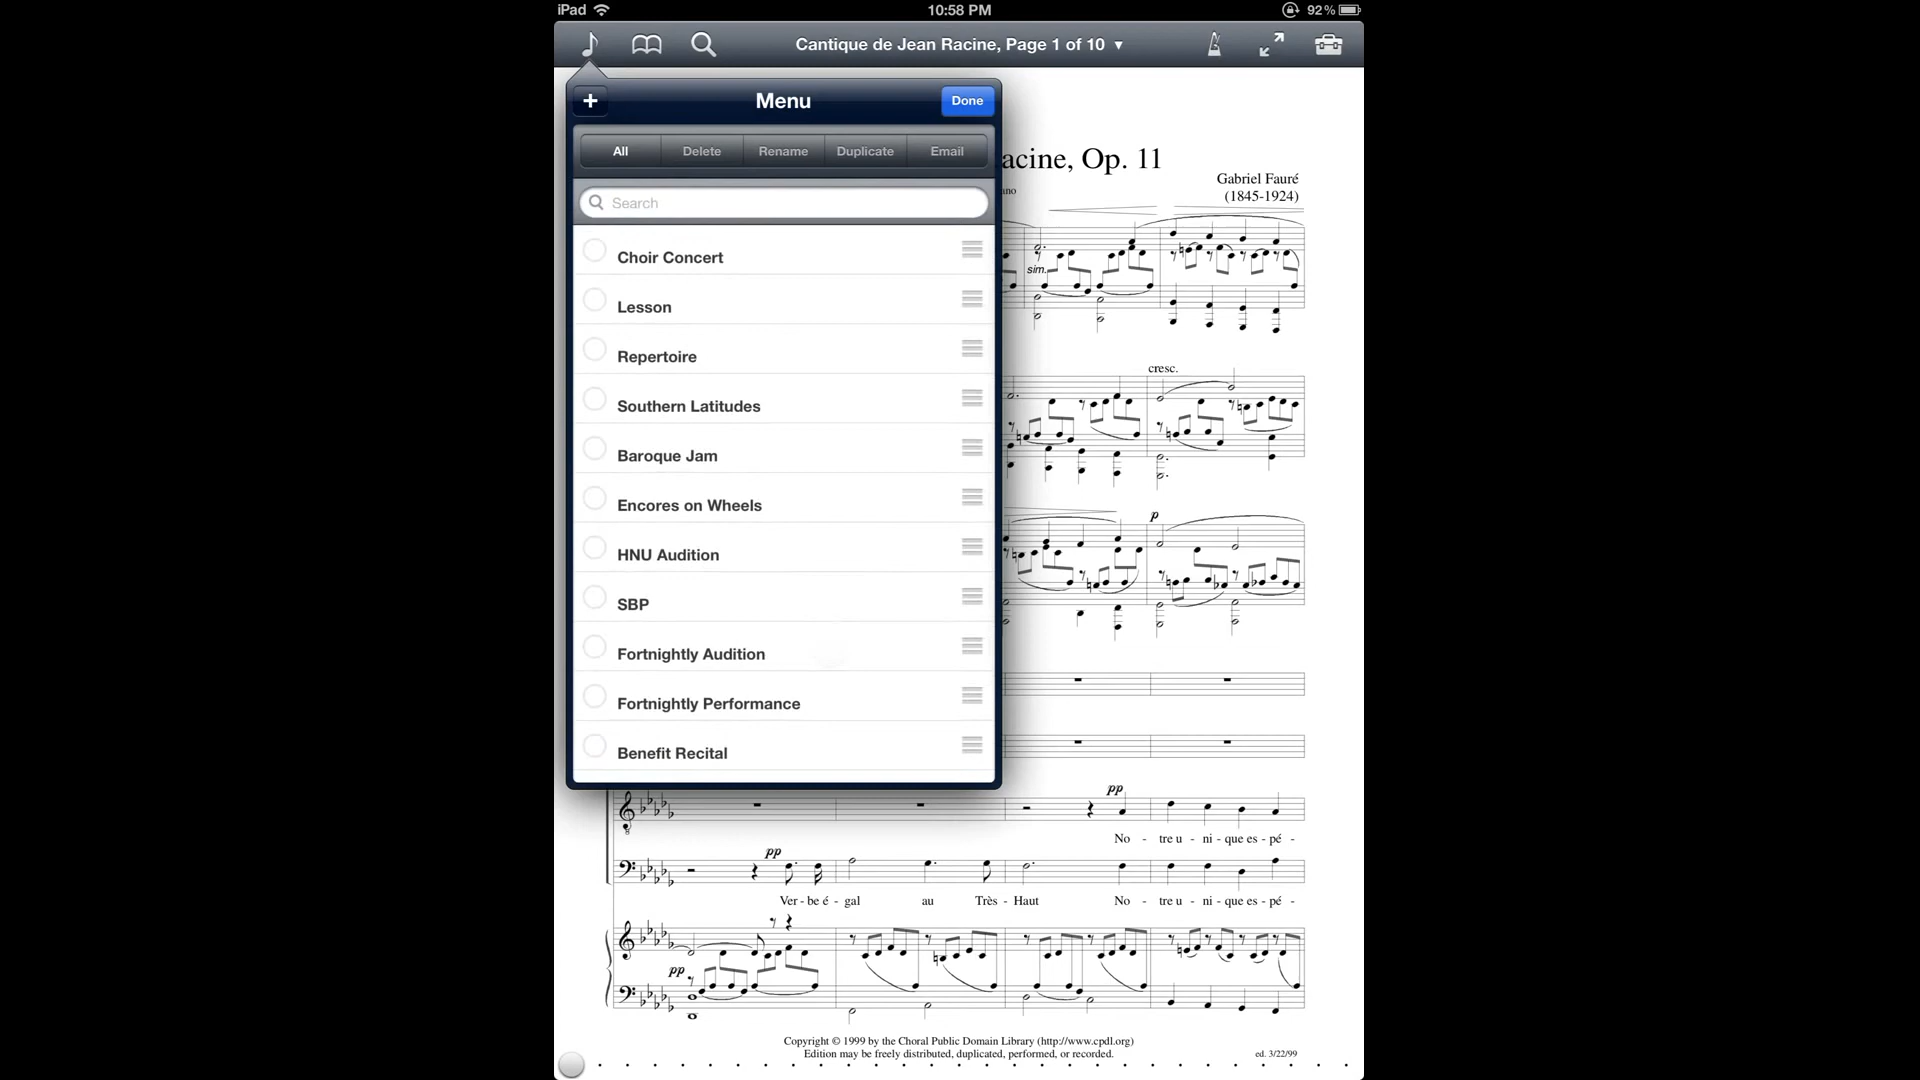 iPad 10:58 PM 92%
Cantique de Jean Racine, Page 1 of 10 ▼
+ Menu Done
All Delete Rename Duplicate Email
Search
Choir Concert
Lesson
Repertoire
Southern Latitudes
Baroque Jam
Encores on Wheels
HNU Audition
SBP
Fortnightly Audition
Fortnightly Performance
Benefit Recital
acine, Op. 11
ano
Gabriel Fauré
(1845-1924)
sim.
cresc.
p
pp
No - tre u - ni - que es - pé -
pp
Ver - be é - gal au Très - Haut No - tre u - ni - que es - pé -
pp
Copyright © 1999 by the Choral Public Domain Library (http://www.cpdl.org)
Edition may be freely distributed, duplicated, performed, or recorded.
ed. 3/22/99